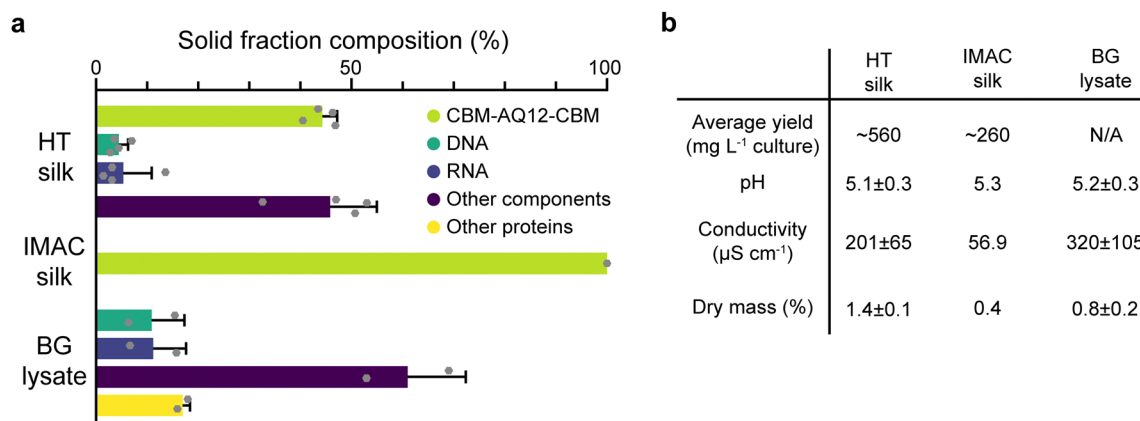 a
Solid fraction composition (%)
0
50
100
HT
silk
IMAC
silk
BG
lysate
CBM-AQ12-CBM
DNA
RNA
Other components
Other proteins
b
HT
silk
IMAC
silk
BG
lysate
Average yield
(mg L⁻¹ culture)
~560
~260
N/A
pH
5.1±0.3
5.3
5.2±0.3
Conductivity
(µS cm⁻¹)
201±65
56.9
320±105
Dry mass (%)
1.4±0.1
0.4
0.8±0.2